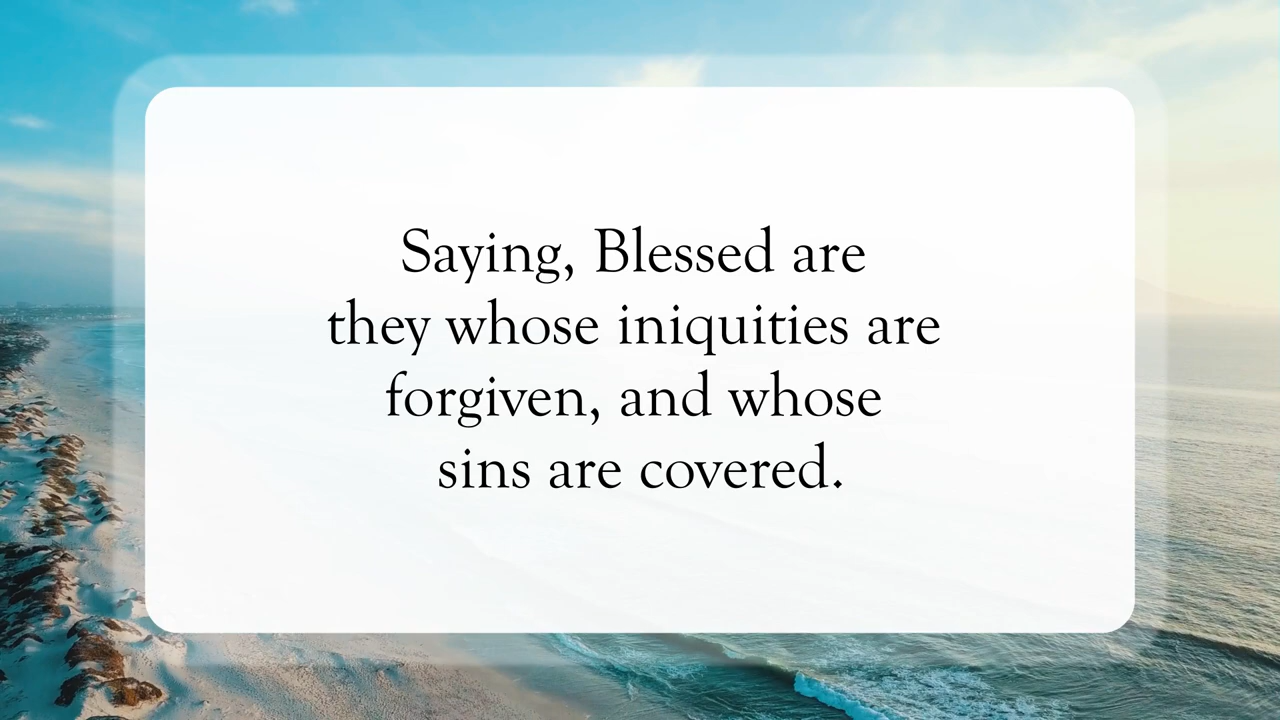 Saying, Blessed are
they whose iniquities are
forgiven, and whose
sins are covered.